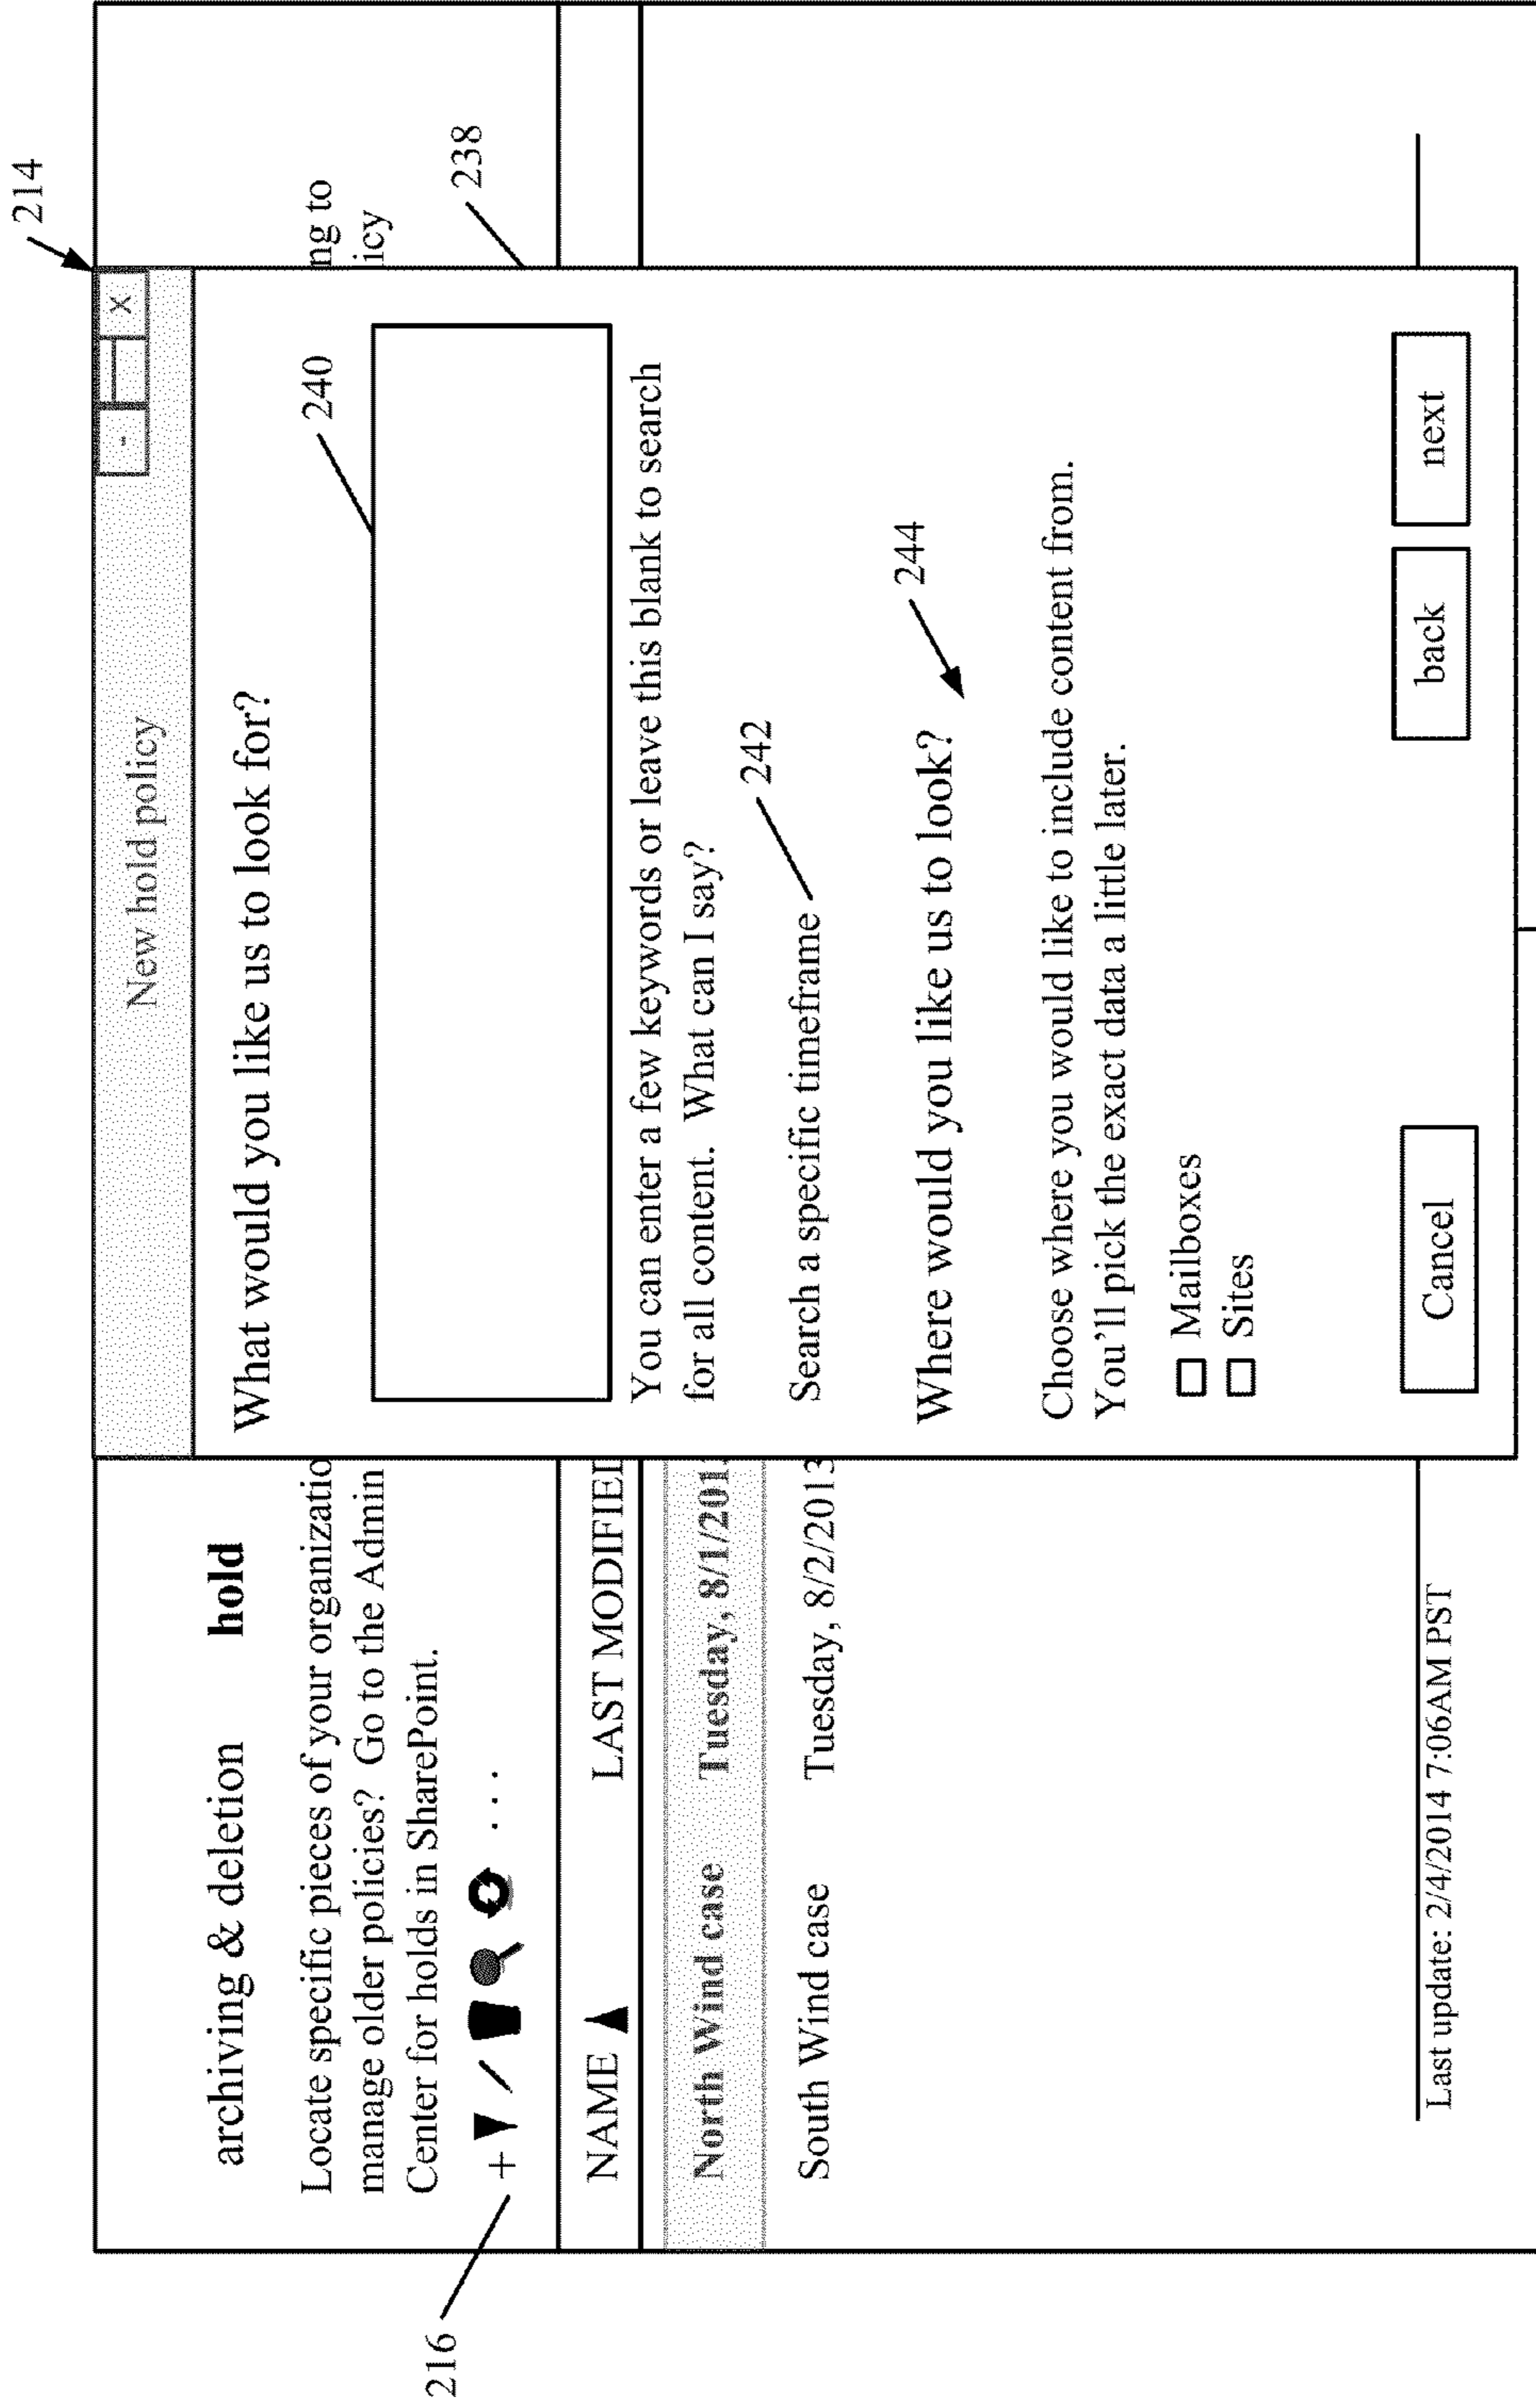 214
New hold policy
- x
archiving & deletion hold
Locate specific pieces of your organizatio
manage older policies? Go to the Admin
Center for holds in SharePoint.
ng to
icy
216
+ ...
NAME LAST MODIFIED
North Wind case Tuesday, 8/1/201
South Wind case Tuesday, 8/2/2013
Last update: 2/4/2014 7:06AM PST
What would you like us to look for?
240
238
You can enter a few keywords or leave this blank to search
for all content. What can I say?
242
Search a specific timeframe
244
Where would you like us to look?
Choose where you would like to include content from.
You'll pick the exact data a little later.
Mailboxes
Sites
Cancel back next